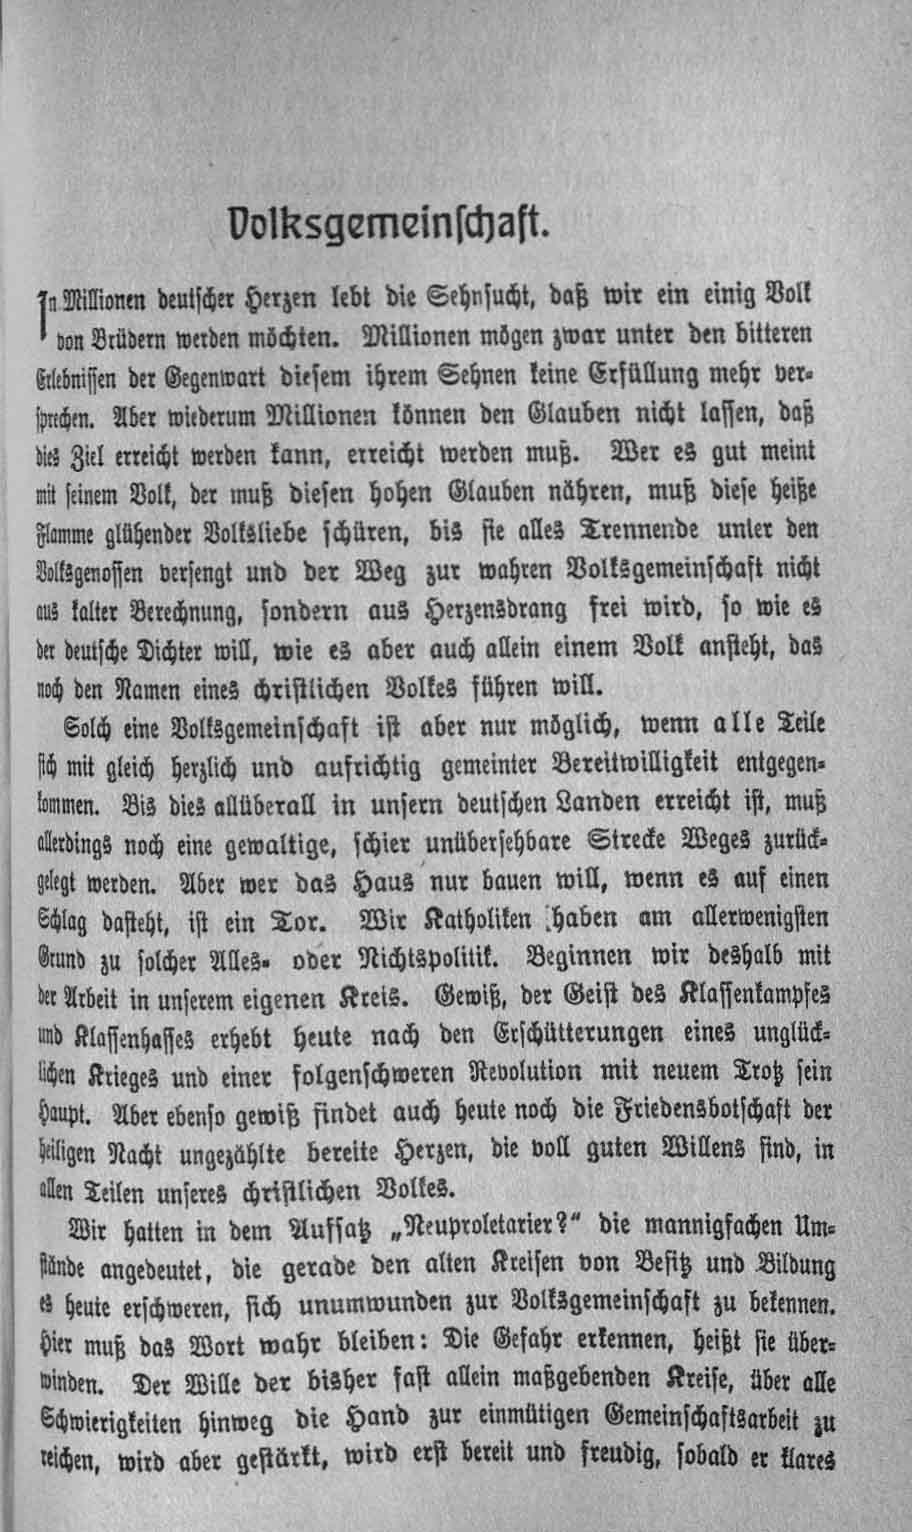 Volksgemeinschaft.
In Millionen deutscher Herzen lebt die Sehnsucht, daß wir ein einig Volk
von Brüdern werden möchten. Millionen mögen zwar unter den bitteren
Erlebnissen der Gegenwart diesem ihrem Sehnen keine Erfüllung mehr ver-
sprechen. Aber wiederum Millionen können den Glauben nicht lassen, daß
dies Ziel erreicht werden kann, erreicht werden muß. Wer es gut meint
mit seinem Volk, der muß diesen hohen Glauben nähren, muß diese heiße
Flamme glühender Volksliebe schüren, bis sie alles Trennende unter den
Volksgenossen versengt und der Weg zur wahren Volksgemeinschaft nicht
aus kalter Berechnung, sondern aus Herzensdrang frei wird, so wie es
der deutsche Dichter will, wie es aber auch allein einem Volk ansteht, das
noch den Namen eines christlichen Volkes führen will.
Solch eine Volksgemeinschaft ist aber nur möglich, wenn alle Teile
sich mit gleich herzlich und aufrichtig gemeinter Bereitwilligkeit entgegen-
kommen. Bis dies allüberall in unsern deutschen Landen erreicht ist, muß
allerdings noch eine gewaltige, schier unübersehbare Strecke Weges zurück-
gelegt werden. Aber wer das Haus nur bauen will, wenn es auf einen
Schlag dasteht, ist ein Tor. Wir Katholiken haben am allerwenigsten
Grund zu solcher Alles- oder Nichtspolitik. Beginnen wir deshalb mit
der Arbeit in unserem eigenen Kreis. Gewiß, der Geist des Klassenkampfes
und Klassenhasses erhebt heute nach den Erschütterungen eines unglück-
lichen Krieges und einer folgenschweren Revolution mit neuem Trotz sein
Haupt. Aber ebenso gewiß findet auch heute noch die Friedensbotschaft der
heiligen Nacht ungezählte bereite Herzen, die voll guten Willens sind, in
allen Teilen unseres christlichen Volkes.
Wir hatten in dem Aufsatz „Neuproletarier?“ die mannigfachen Um-
stände angedeutet, die gerade den alten Kreisen von Besitz und Bildung
es heute erschweren, sich unumwunden zur Volksgemeinschaft zu bekennen.
Hier muß das Wort wahr bleiben: Die Gefahr erkennen, heißt sie über-
winden. Der Wille der bisher fast allein maßgebenden Kreise, über alle
Schwierigkeiten hinweg die Hand zur einmütigen Gemeinschaftsarbeit zu
reichen, wird aber gestärkt, wird erst bereit und freudig, sobald er klares